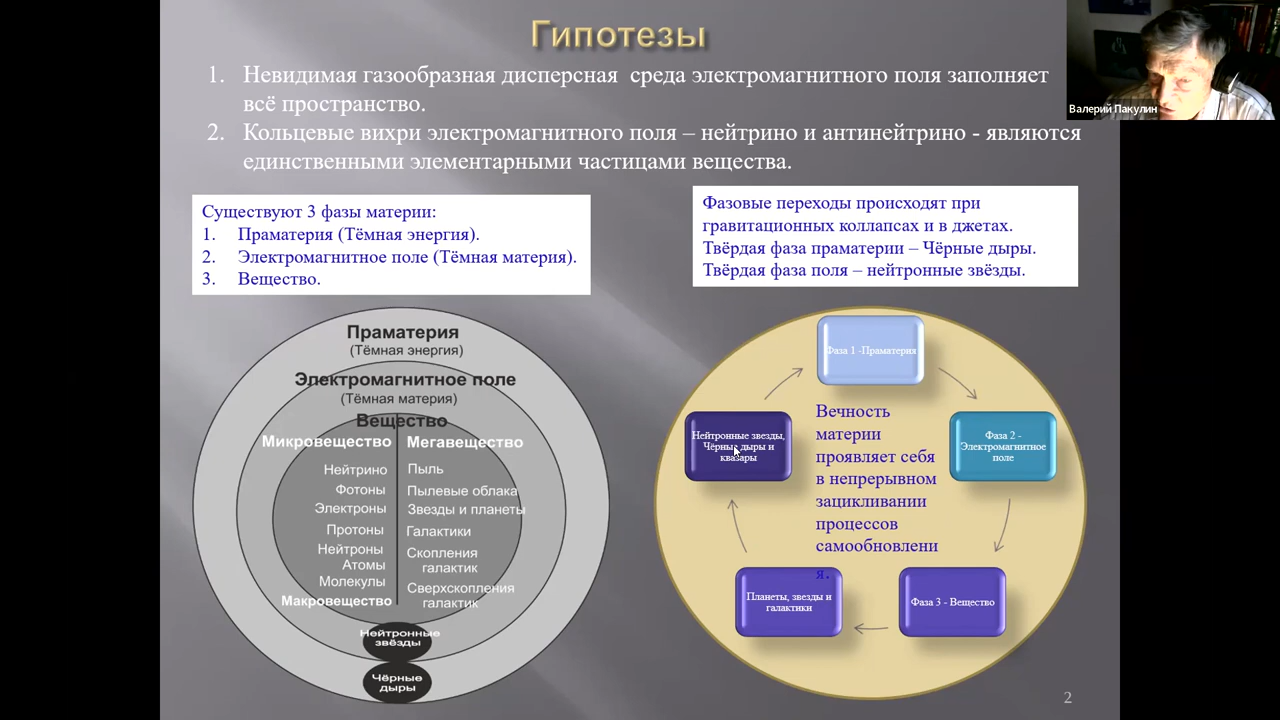 Гипотезы
1. Невидимая газообразная дисперсная среда электромагнитного поля заполняет
всё пространство.
2. Кольцевые вихри электромагнитного поля – нейтрино и антинейтрино - являются
единственными элементарными частицами вещества.
Валерий Пакулин
Существуют 3 фазы материи:
1. Праматерия (Тёмная энергия).
2. Электромагнитное поле (Тёмная материя).
3. Вещество.
Фазовые переходы происходят при
гравитационных коллапсах и в джетах.
Твёрдая фаза праматерии – Чёрные дыры.
Твёрдая фаза поля – нейтронные звёзды.
Праматерия
(Тёмная энергия)
Электромагнитное поле
(Тёмная материя)
Вещество
Микровещество
Нейтрино
Фотоны
Электроны
Протоны
Нейтроны
Атомы
Молекулы
Макровещество
Мегавещество
Пыль
Пылевые облака
Звезды и планеты
Галактики
Скопления
галактик
Сверхскопления
галактик
Нейтронные
звёзды
Чёрные
дыры
Фаза 1 -Праматерия
Фаза 2 -
Электромагнитное
поле
Фаза 3 - Вещество
Планеты, звезды и
галактики
Нейтронные звезды,
Чёрные дыры и
квазары
Вечность
материи
проявляет себя
в непрерывном
зацикливании
процессов
самообновлени
я.
2